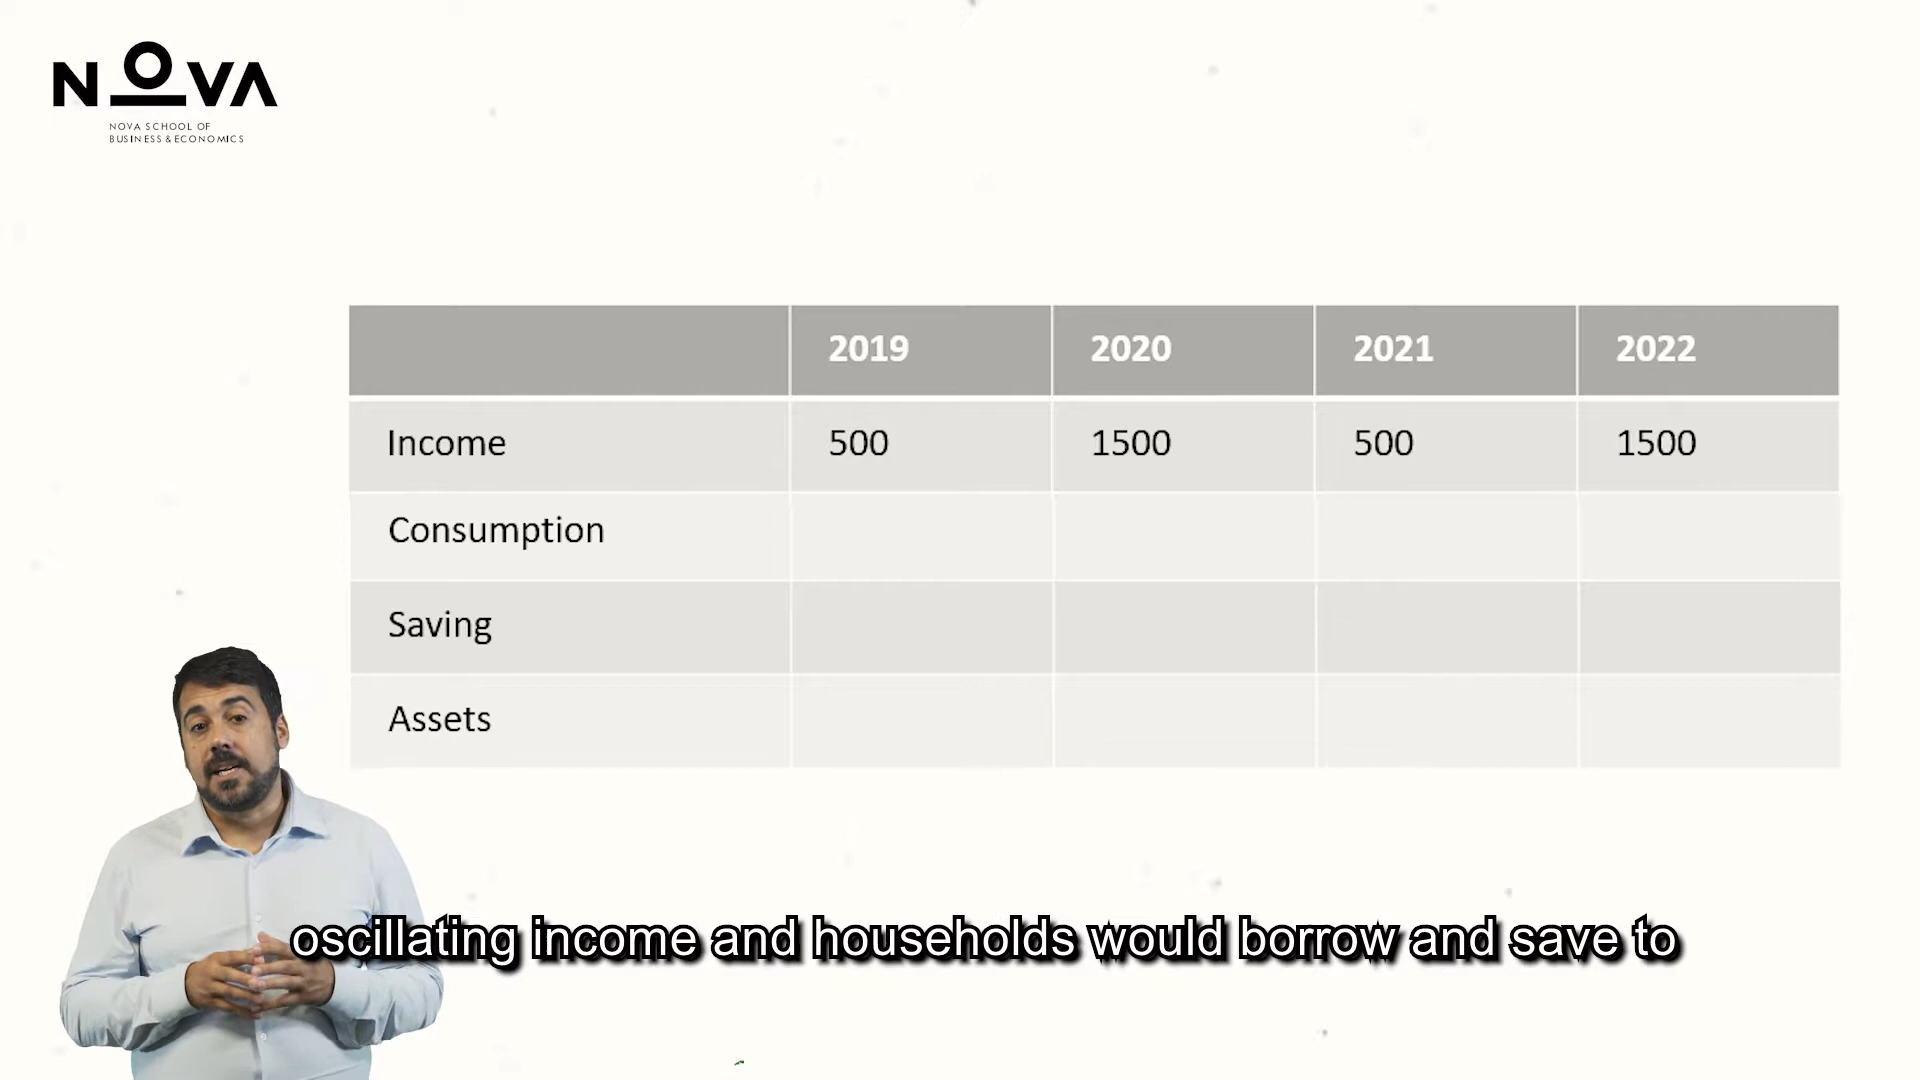 NOVA
NOVA SCHOOL OF
BUSINESS & ECONOMICS
2019 2020 2021 2022
Income 500 1500 500 1500
Consumption
Saving
Assets
oscillating income and households would borrow and save to